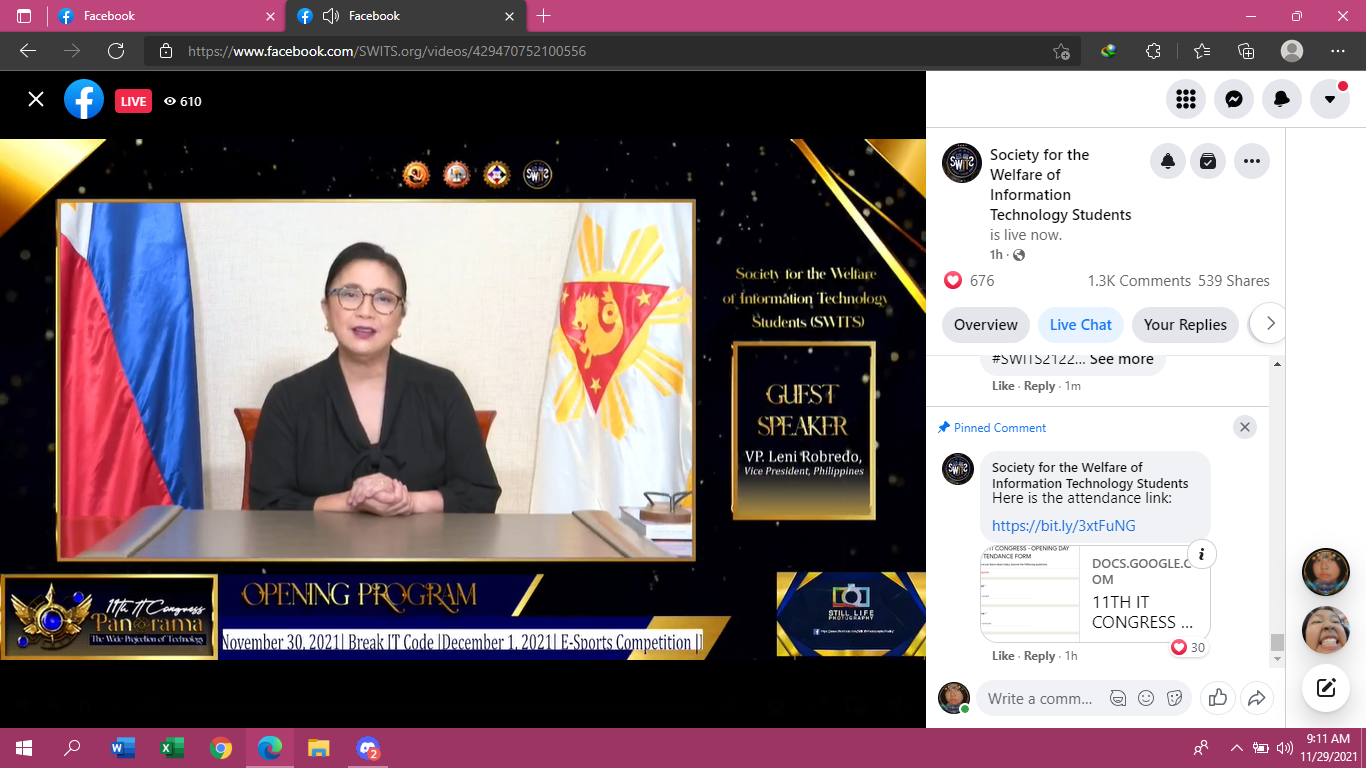 Facebook
Facebook
https://www.facebook.com/SWITS.org/videos/429470752100556
LIVE
610
SWITS
Society for the Welfare
of Information Technology
Students (SWITS)
GUEST
SPEAKER
VP. Leni Robredo,
Vice President, Philippines
11th IT Congress
Panorama
The Wide Rejection of Technology
OPENING PROGRAM
November 30, 2021| Break IT Code |December 1, 2021| E-Sports Competition |
STILL LIFE
PHOTOGRAPHY
SWITS
Society for the
Welfare of
Information
Technology Students
is live now.
1h ·
676
1.3K Comments 539 Shares
Overview
Live Chat
Your Replies
#SWITS2122... See more
Like · Reply · 1m
Pinned Comment
SWITS
Society for the Welfare of
Information Technology Students
Here is the attendance link:
https://bit.ly/3xtFuNG
IT CONGRESS - OPENING DAY
TENDANCE FORM
DOCS.GOOGLE.C
OM
11TH IT
CONGRESS ...
30
Like · Reply · 1h
Write a comm...
2
9:11 AM
11/29/2021